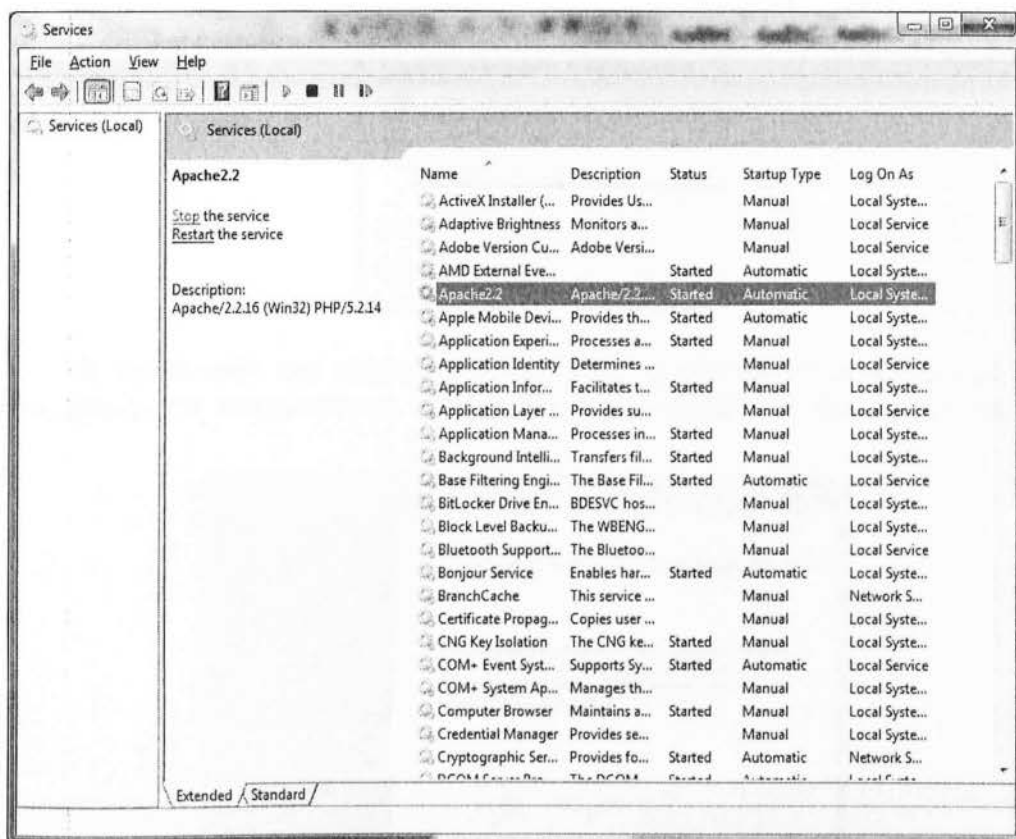 Services
File Action View Help
Services (Local)
Services (Local)
Apache2.2
Stop the service
Restart the service
Description:
Apache/2.2.16 (Win32) PHP/5.2.14
Name Description Status Startup Type Log On As
ActiveX Installer (... Provides Us... Manual Local Syste...
Adaptive Brightness Monitors a... Manual Local Service
Adobe Version Cu... Adobe Versi... Manual Local Service
AMD External Eve... Started Automatic Local Syste...
Apache2.2 Apache/2.2.... Started Automatic Local Syste...
Apple Mobile Devi... Provides th... Started Automatic Local Syste...
Application Experi... Processes a... Started Manual Local Syste...
Application Identity Determines ... Manual Local Service
Application Infor... Facilitates t... Started Manual Local Syste...
Application Layer ... Provides su... Manual Local Service
Application Mana... Processes in... Started Manual Local Syste...
Background Intelli... Transfers fil... Started Manual Local Syste...
Base Filtering Engi... The Base Fil... Started Automatic Local Service
BitLocker Drive En... BDESVC hos... Manual Local Syste...
Block Level Backu... The WBENG... Manual Local Syste...
Bluetooth Support... The Bluetoo... Manual Local Service
Bonjour Service Enables har... Started Automatic Local Syste...
BranchCache This service ... Manual Network S...
Certificate Propag... Copies user ... Manual Local Syste...
CNG Key Isolation The CNG ke... Started Manual Local Syste...
COM+ Event Syst... Supports Sy... Started Automatic Local Service
COM+ System Ap... Manages th... Manual Local Syste...
Computer Browser Maintains a... Started Manual Local Syste...
Credential Manager Provides se... Manual Local Syste...
Cryptographic Ser... Provides fo... Started Automatic Network S...
Extended Standard